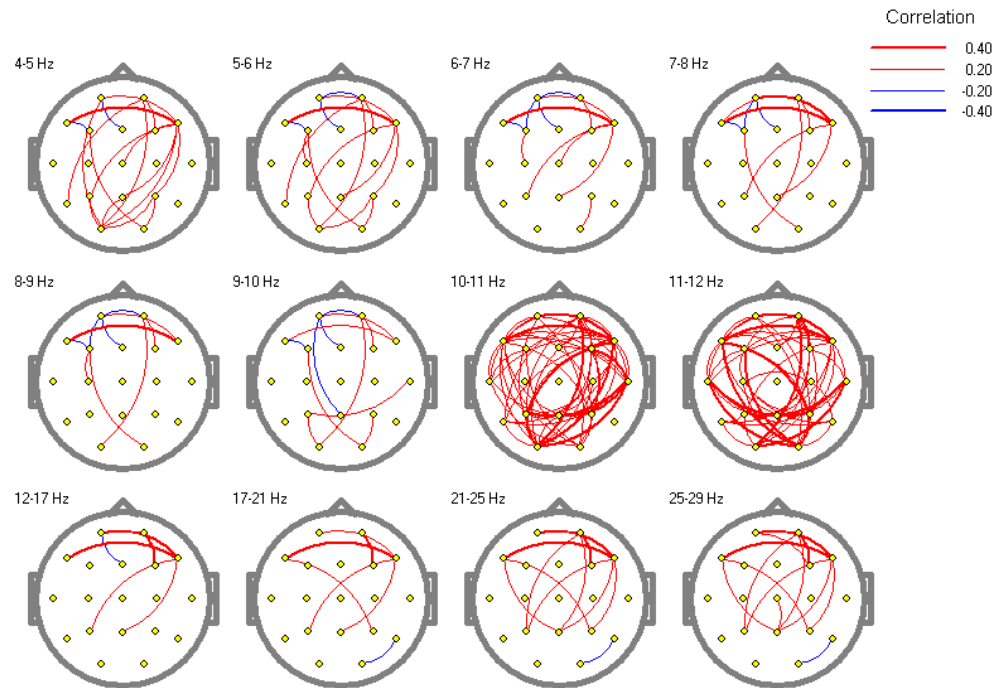 Correlation
0.40
0.20
-0.20
-0.40
4-5 Hz
5-6 Hz
6-7 Hz
7-8 Hz
8-9 Hz
9-10 Hz
10-11 Hz
11-12 Hz
12-17 Hz
17-21 Hz
21-25 Hz
25-29 Hz